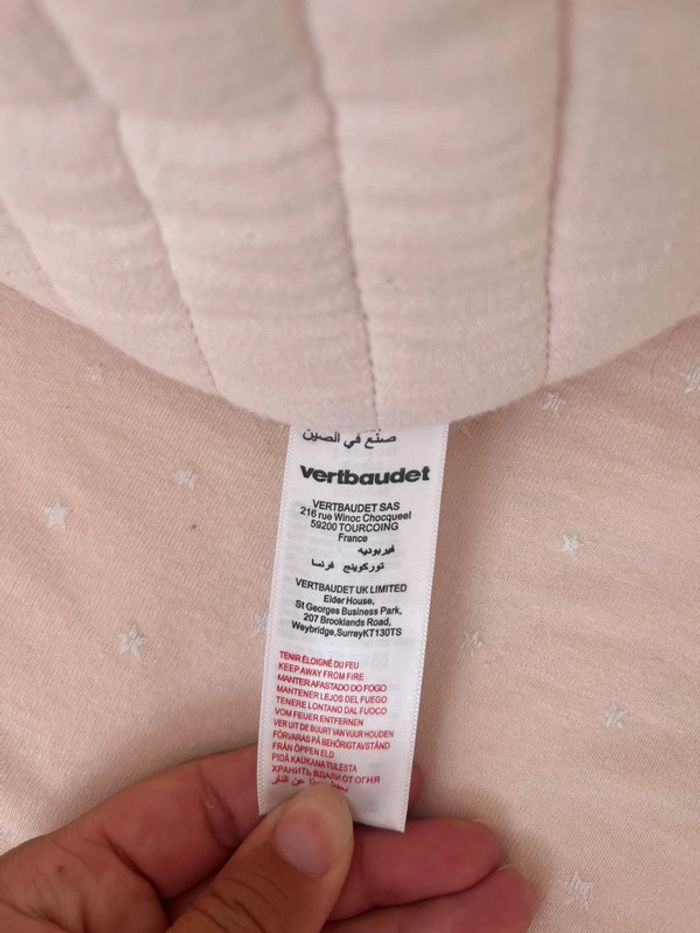 صنع في الصين
vertbaudet
VERTBAUDET SAS
216 rue Winoc Chocqueel
59200 TOURCOING
France
فيربوديه
توركوينج فرنسا
VERTBAUDET UK LIMITED
Elder House,
St Georges Business Park,
207 Brooklands Road,
Weybridge,SurreyKT130TS
TENIR ÉLOIGNÉ DU FEU
KEEP AWAY FROM FIRE
MANTER AFASTADO DO FOGO
MANTENER LEJOS DEL FUEGO
TENERE LONTANO DAL FUOCO
VOM FEUER ENTFERNEN
VER UIT DE BUURT VAN VUUR HOUDEN
FÖRVARAS PÅ BEHÖRIGT AVSTÅND
FRÅN ÖPPEN ELD
PIDÄ KAUKANA TULESTA
ХРАНИТЬ ВДАЛИ ОТ ОГНЯ
عن النار